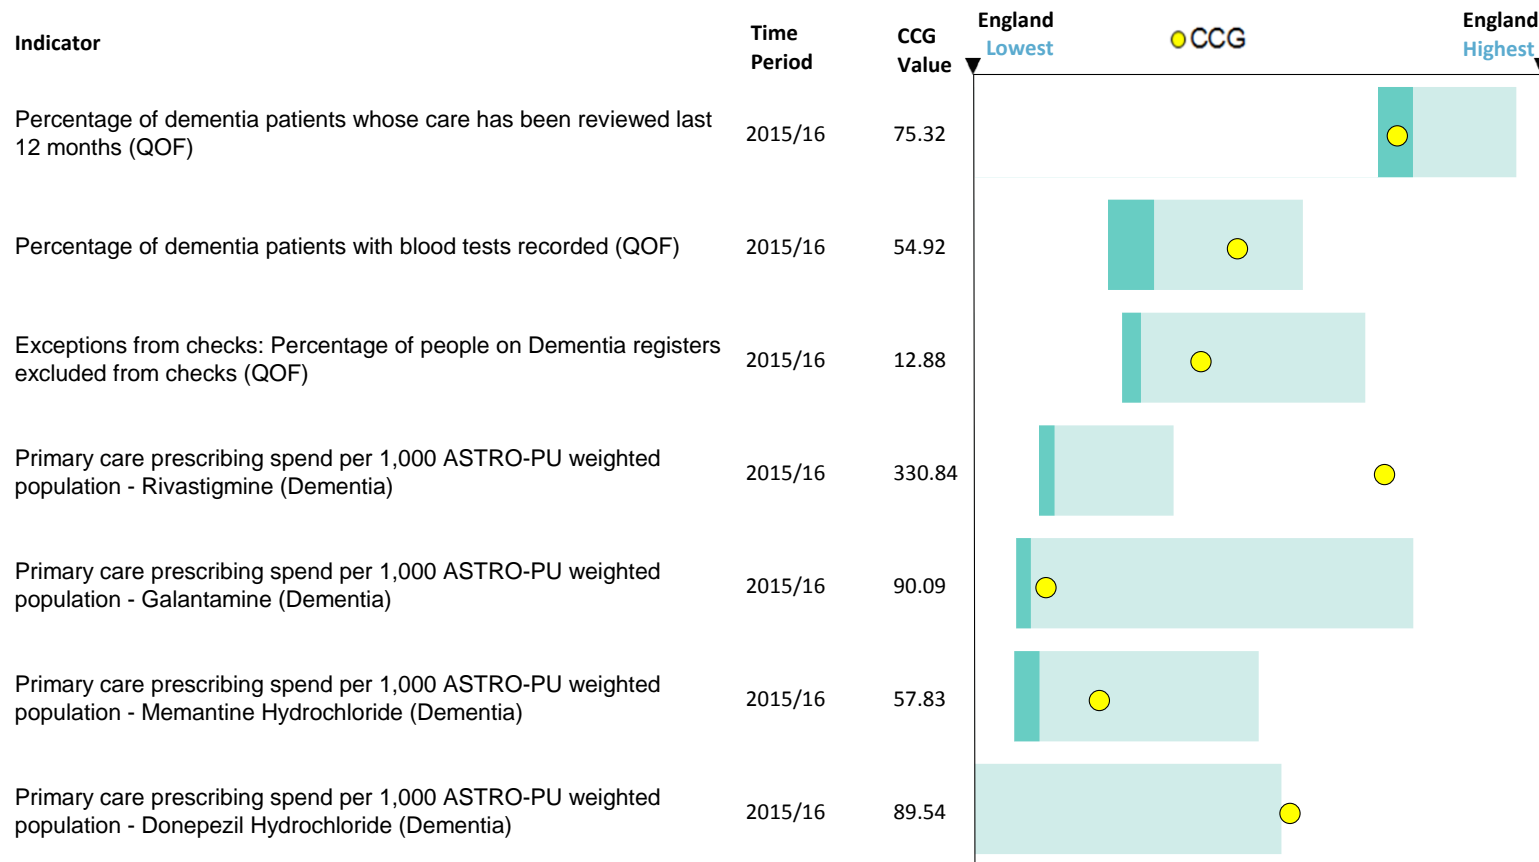 Indicator
Time
Period
CCG
Value
England
Lowest
CCG
England
Highest
Percentage of dementia patients whose care has been reviewed last
12 months (QOF)
2015/16
75.32
Percentage of dementia patients with blood tests recorded (QOF)
2015/16
54.92
Exceptions from checks: Percentage of people on Dementia registers
excluded from checks (QOF)
2015/16
12.88
Primary care prescribing spend per 1,000 ASTRO-PU weighted
population - Rivastigmine (Dementia)
2015/16
330.84
Primary care prescribing spend per 1,000 ASTRO-PU weighted
population - Galantamine (Dementia)
2015/16
90.09
Primary care prescribing spend per 1,000 ASTRO-PU weighted
population - Memantine Hydrochloride (Dementia)
2015/16
57.83
Primary care prescribing spend per 1,000 ASTRO-PU weighted
population - Donepezil Hydrochloride (Dementia)
2015/16
89.54